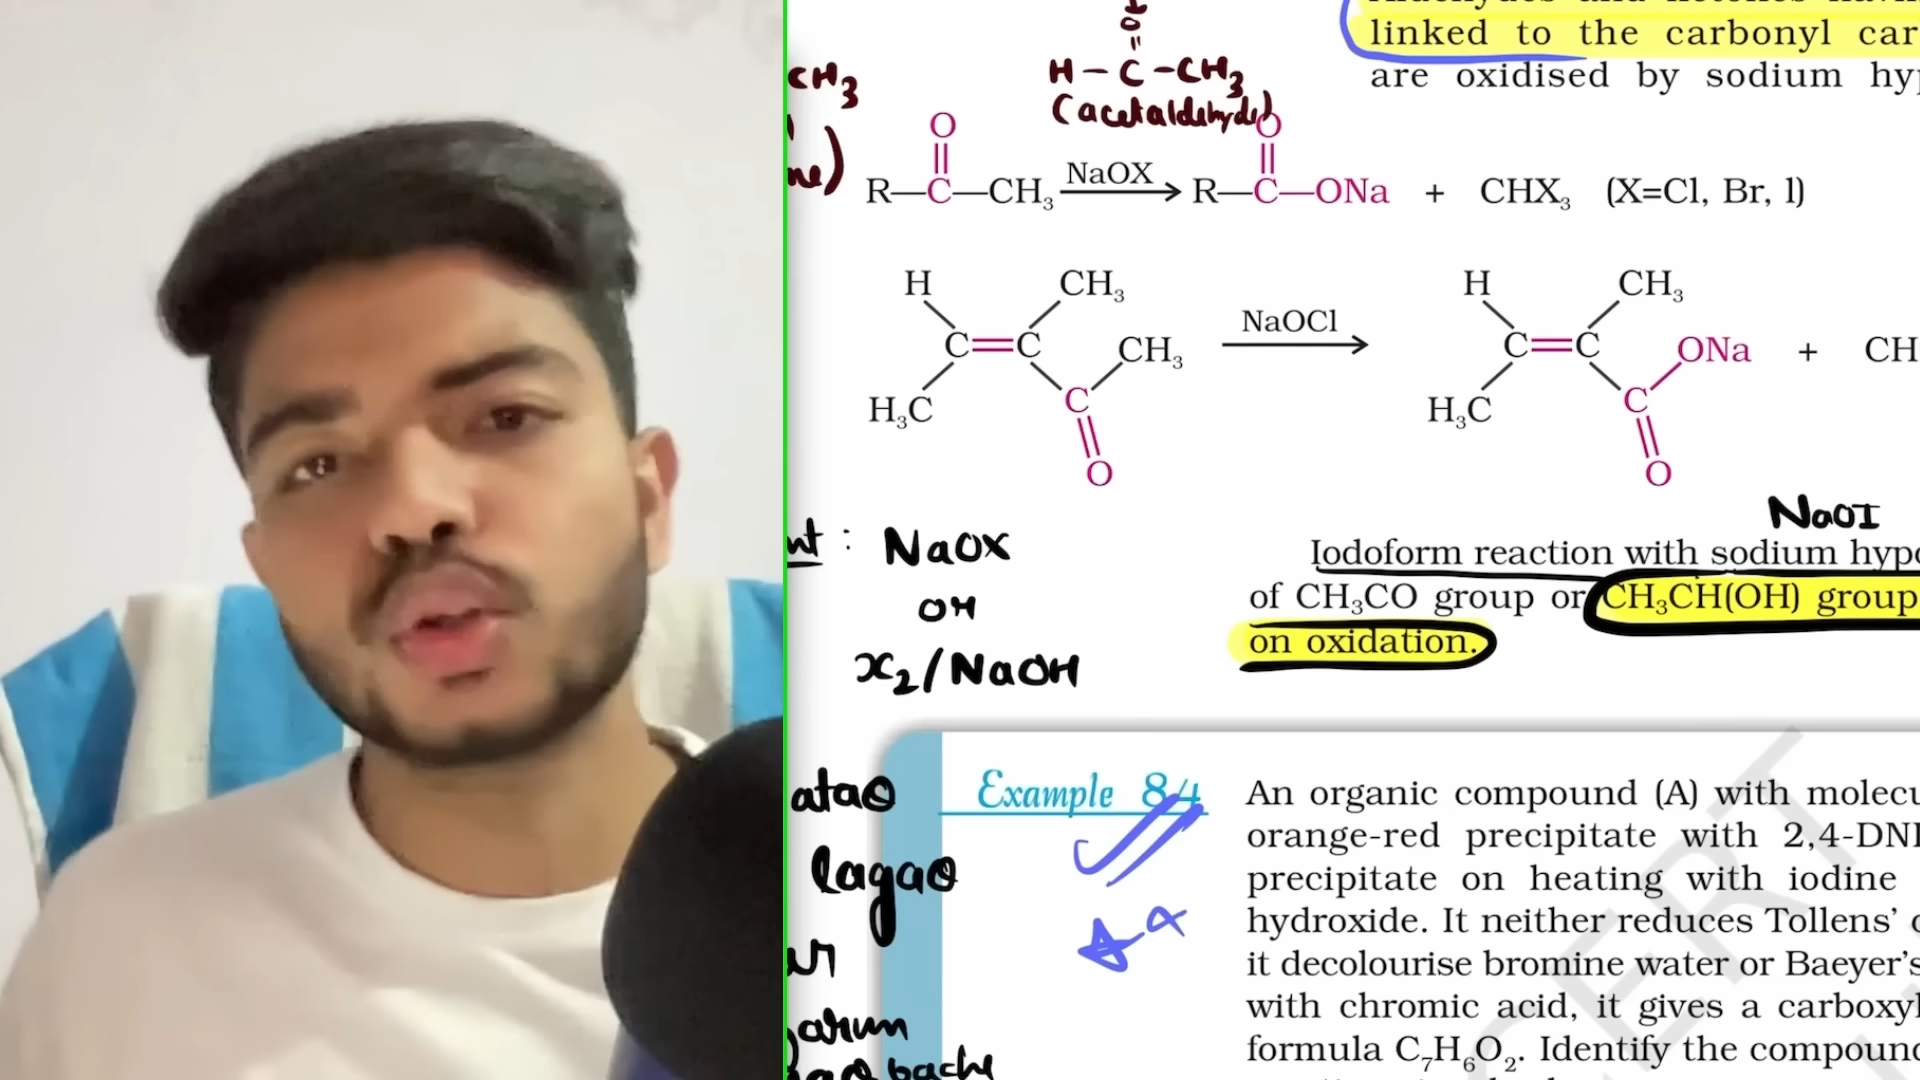 linked to the carbonyl car
are oxidised by sodium hyp
O
H-C-CH3
(acetaldehyde)
CH3
R—C—CH₃ NaOX R—C—ONa + CHX₃ (X=Cl, Br, I)
O
O
H CH₃ NaOCl H CH₃
C=C CH₃ C=C ONa + CH
H₃C C H₃C C
O O
NaOI
nt : NaOX
OH
X2/NaOH
Iodoform reaction with sodium hypo
of CH₃CO group or CH₃CH(OH) group
on oxidation.
atao
lagao
Example 8.4
An organic compound (A) with molecu
orange-red precipitate with 2,4-DN
precipitate on heating with iodine
hydroxide. It neither reduces Tollens’ o
it decolourise bromine water or Baeyer’s
with chromic acid, it gives a carboxyl
formula C₇H₆O₂. Identify the compound
bache